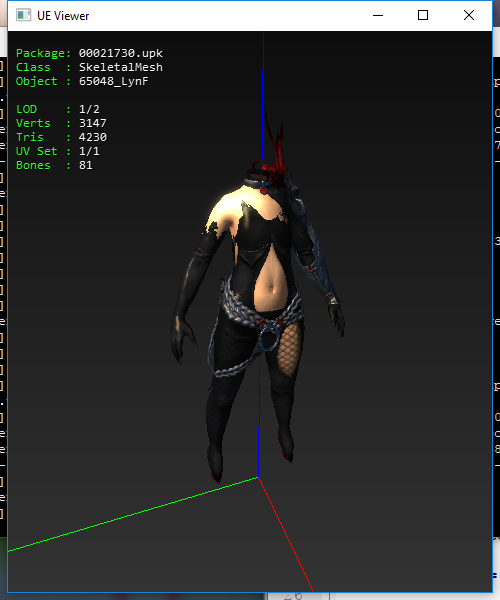 UE Viewer
Package: 00021730.upk
Class : SkeletalMesh
Object : 65048_LynF
LOD : 1/2
Verts : 3147
Tris : 4230
UV Set : 1/1
Bones : 81